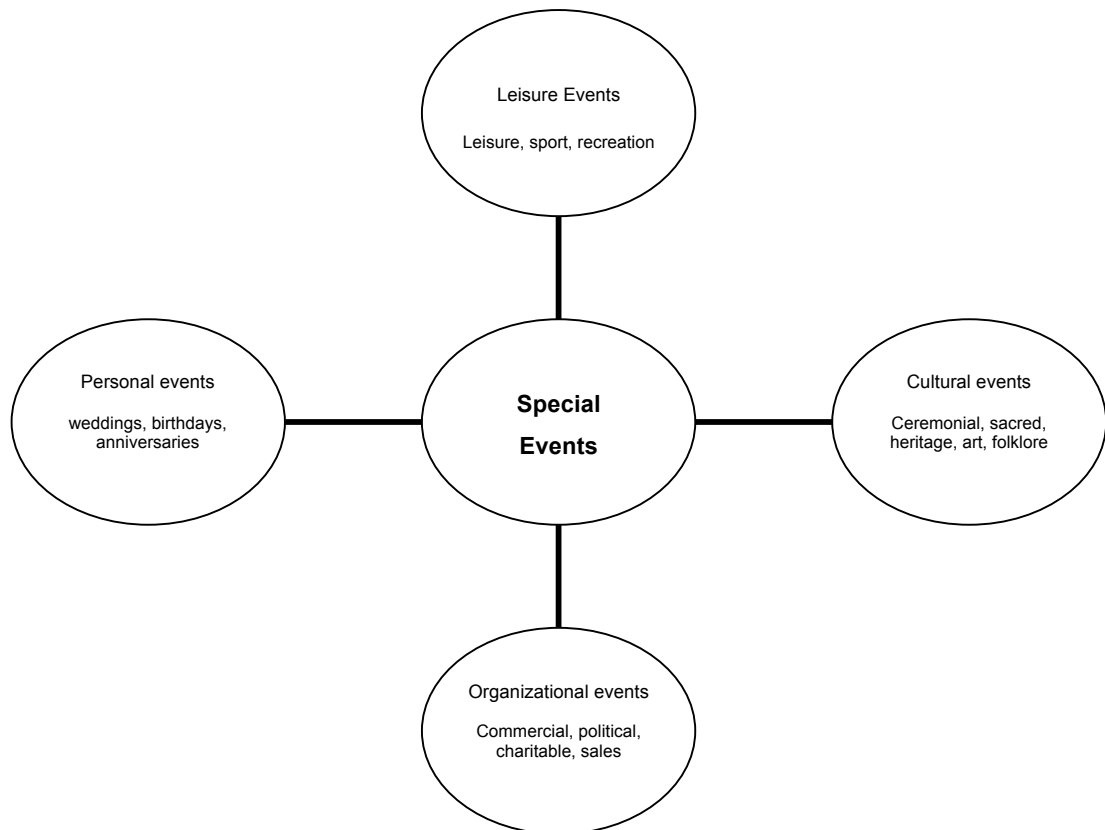 Leisure Events
Leisure, sport, recreation
Personal events
weddings, birthdays,
anniversaries
Special
Events
Cultural events
Ceremonial, sacred,
heritage, art, folklore
Organizational events
Commercial, political,
charitable, sales